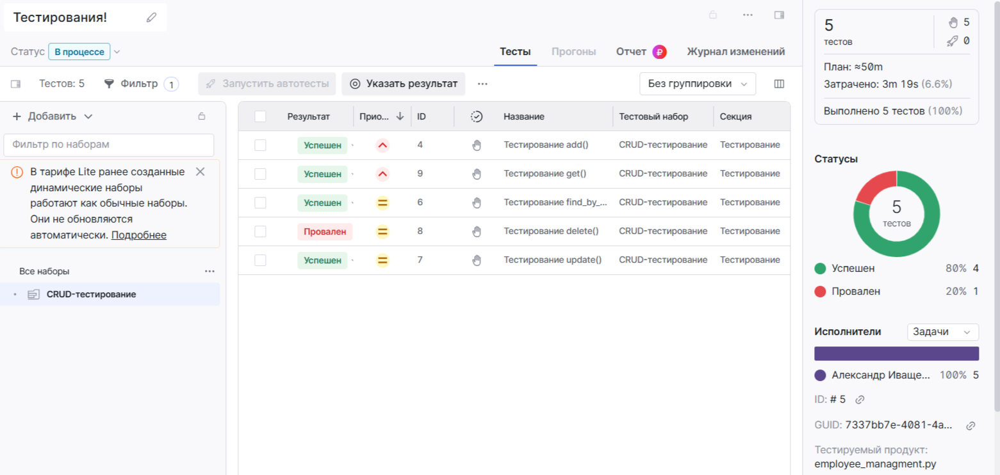 Тестирования!
Статус В процессе
Тесты Прогоны Отчет ₽ Журнал изменений
Тестов: 5 Фильтр 1 Запустить автотесты Указать результат Без группировки
Добавить
Фильтр по наборам
В тарифе Lite ранее созданные
динамические наборы
работают как обычные наборы.
Они не обновляются
автоматически. Подробнее
Все наборы
CRUD-тестирование
Результат Прио... ID Название Тестовый набор Секция
Успешен 4 Тестирование add() CRUD-тестирование Тестирование
Успешен 9 Тестирование get() CRUD-тестирование Тестирование
Успешен 6 Тестирование find_by_... CRUD-тестирование Тестирование
Провален 8 Тестирование delete() CRUD-тестирование Тестирование
Успешен 7 Тестирование update() CRUD-тестирование Тестирование
5 5
тестов 0
План: ≈50m
Затрачено: 3m 19s (6.6%)
Выполнено 5 тестов (100%)
Статусы
5
тестов
Успешен 80% 4
Провален 20% 1
Исполнители Задачи
Александр Иваще... 100% 5
ID: # 5
GUID: 7337bb7e-4081-4a...
Тестируемый продукт:
employee_managment.py